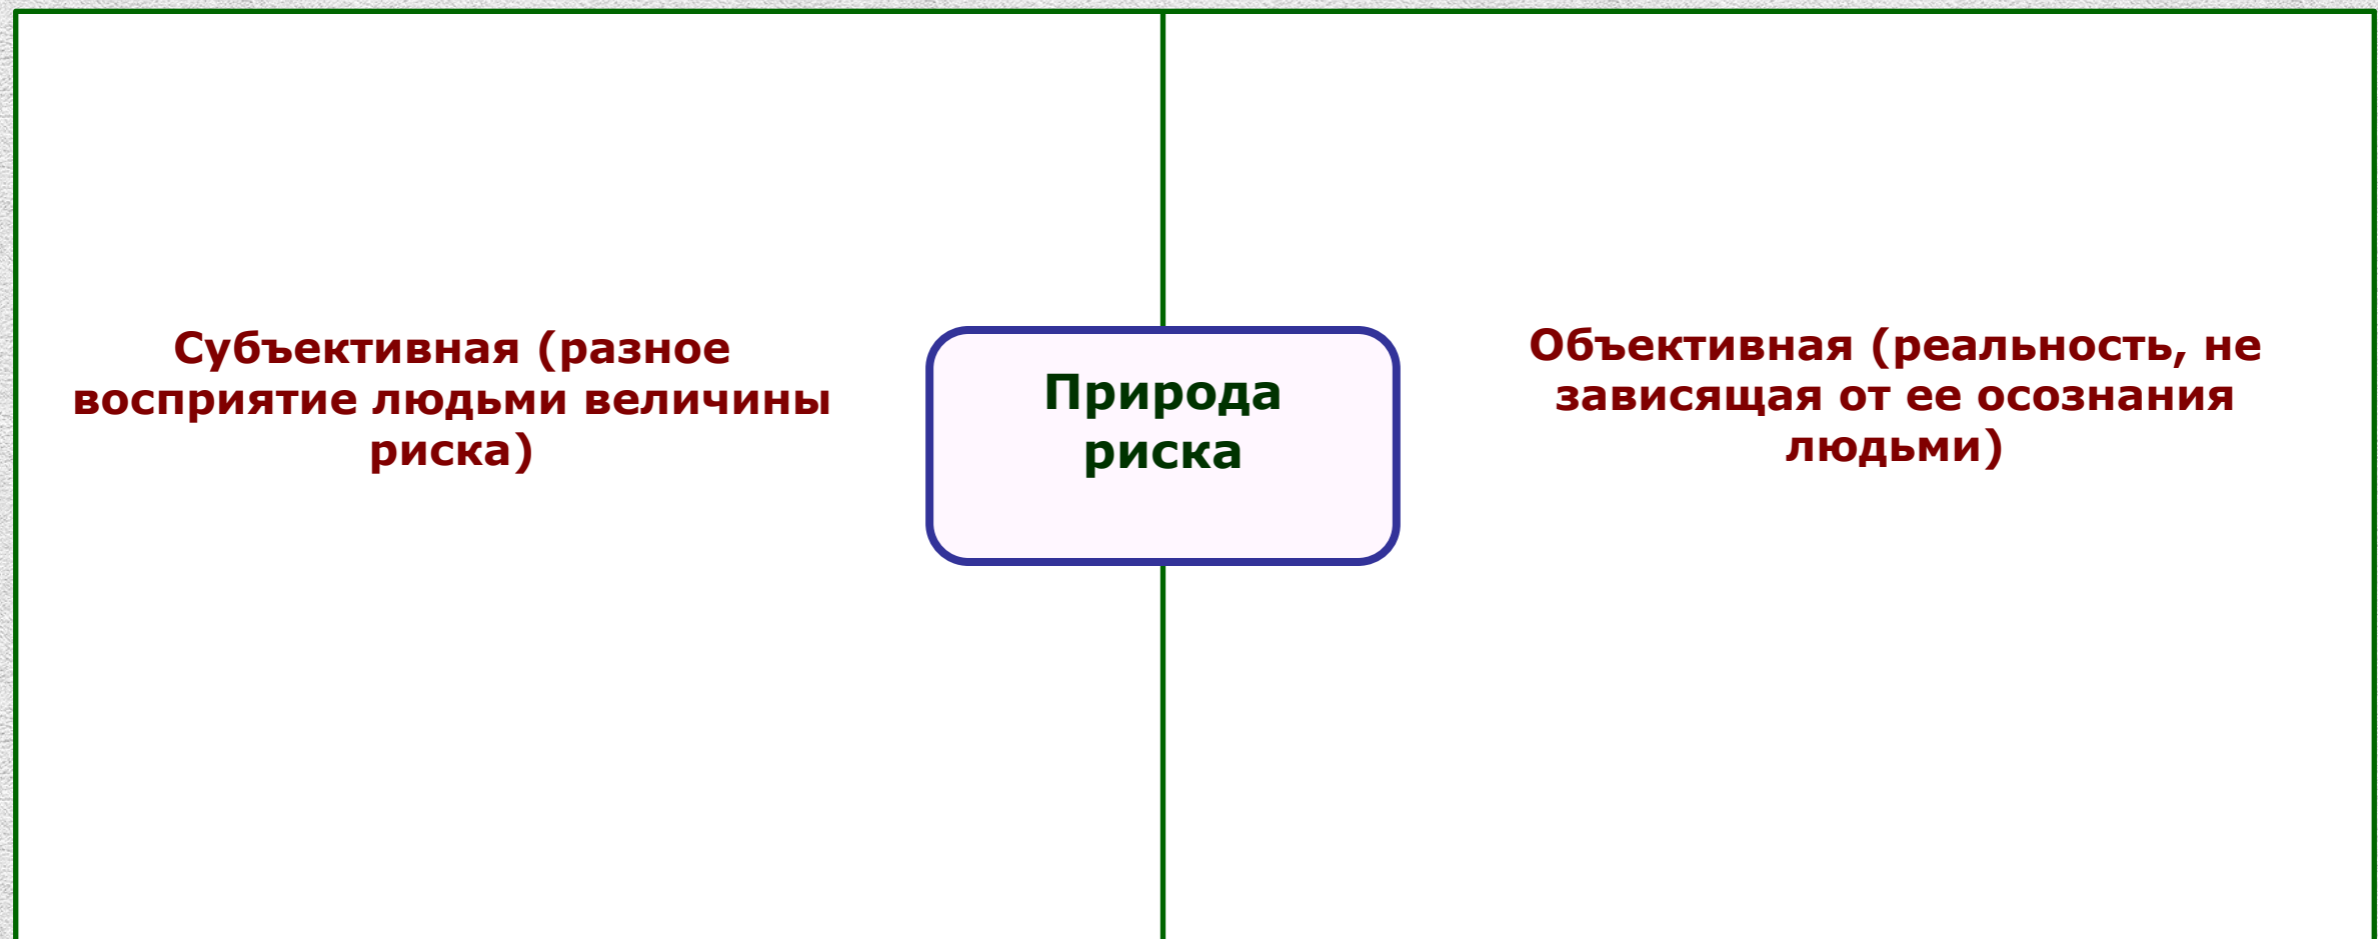 Субъективная (разное
восприятие людьми величины
риска)
Природа
риска
Объективная (реальность, не
зависящая от ее осознания
людьми)